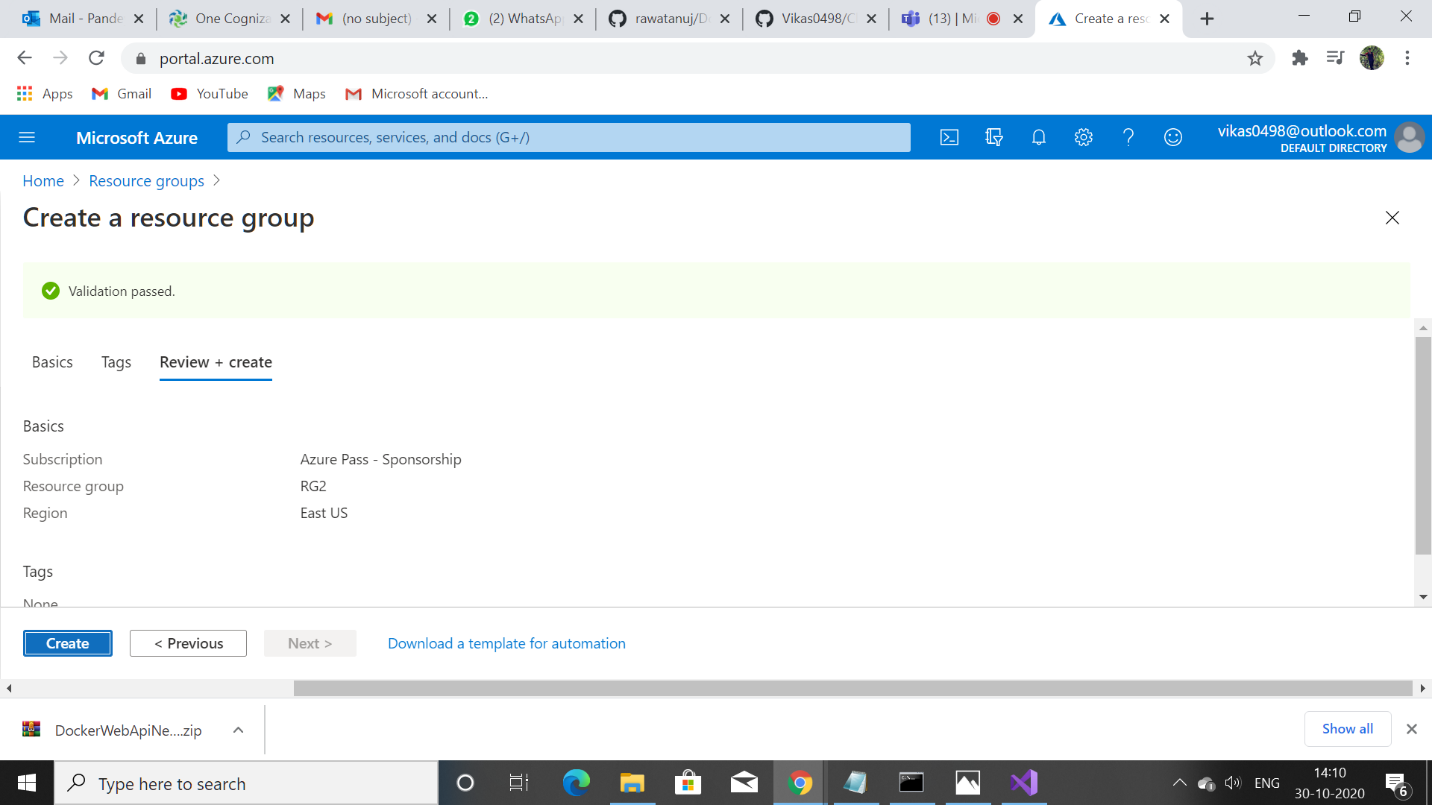 Mail - Pande
One Cogniza
(no subject)
(2) WhatsApp
rawatanuj/D
Vikas0498/C
(13) | Mi
Create a reso
portal.azure.com
Apps
Gmail
YouTube
Maps
Microsoft account...
Microsoft Azure
Search resources, services, and docs (G+/)
vikas0498@outlook.com
DEFAULT DIRECTORY
Home > Resource groups >
Create a resource group
Validation passed.
Basics Tags Review + create
Basics
Subscription Azure Pass - Sponsorship
Resource group RG2
Region East US
Tags
None
Create
< Previous
Next >
Download a template for automation
DockerWebApiNe....zip
Show all
Type here to search
ENG
14:10
30-10-2020
6